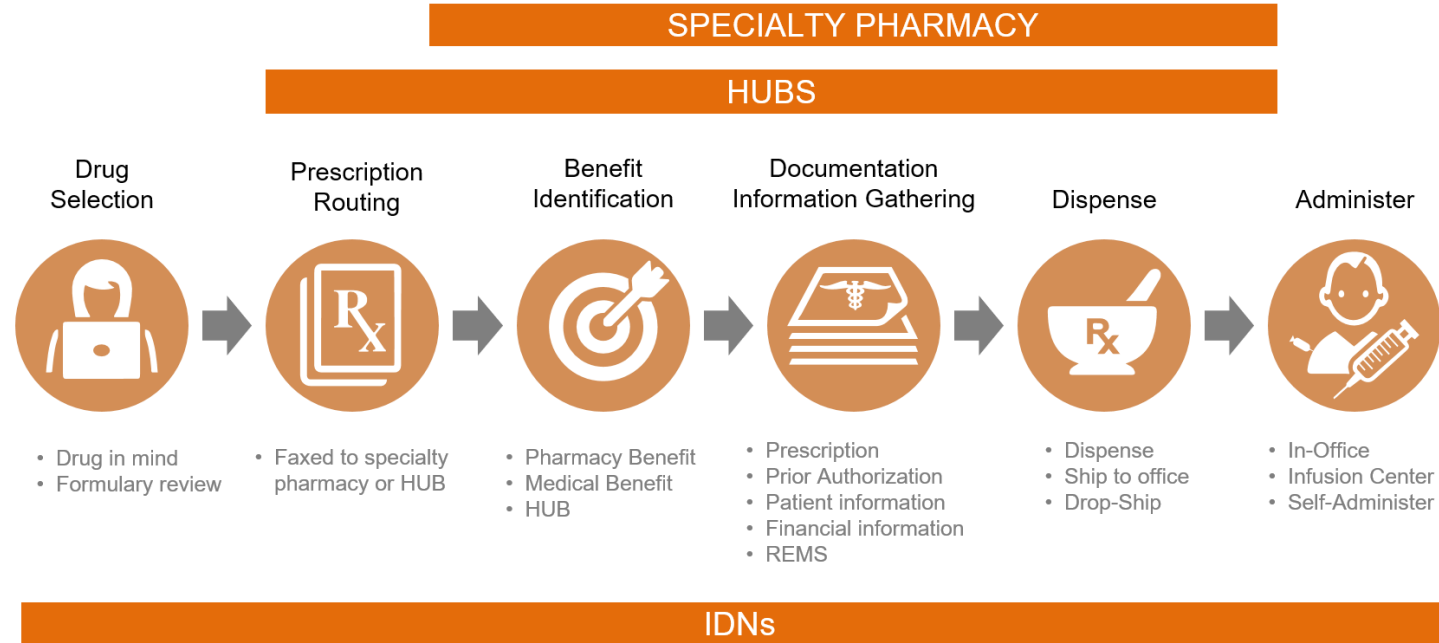 SPECIALTY PHARMACY
HUBS
Drug
Selection
Prescription
Routing
Benefit
Identification
Documentation
Information Gathering
Dispense
Administer
Rx
Rx
• Drug in mind
• Formulary review
• Faxed to specialty
pharmacy or HUB
• Pharmacy Benefit
• Medical Benefit
• HUB
• Prescription
• Prior Authorization
• Patient information
• Financial information
• REMS
• Dispense
• Ship to office
• Drop-Ship
• In-Office
• Infusion Center
• Self-Administer
IDNs